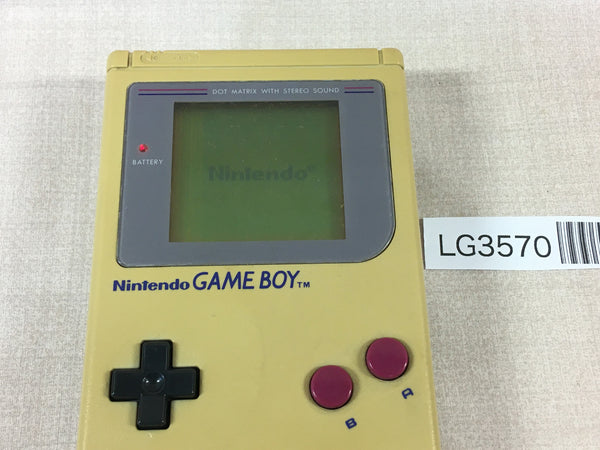 DOT MATRIX WITH STEREO SOUND
BATTERY
Nintendo®
LG3570
Nintendo GAME BOY™
B
A